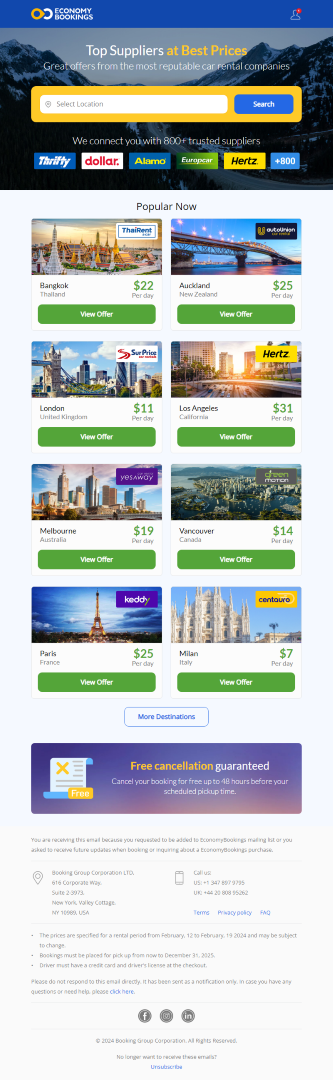 ECONOMY
BOOKINGS
Top Suppliers at Best Prices
Great offers from the most reputable car rental companies
Select Location
Search
We connect you with 800+ trusted suppliers
Thrifty dollar. Alamo Europcar Hertz. +800
Popular Now
ThaiRent
autounion
Bangkok $22
Thailand Per day
View Offer
Auckland $25
New Zealand Per day
View Offer
SurPrice
Hertz.
London $11
United Kingdom Per day
View Offer
Los Angeles $31
California Per day
View Offer
yesaway
green
motion
Melbourne $19
Australia Per day
View Offer
Vancouver $14
Canada Per day
View Offer
keddy
centauro
Paris $25
France Per day
View Offer
Milan $7
Italy Per day
View Offer
More Destinations
Free
Free cancellation guaranteed
Cancel your booking for free up to 48 hours before your
scheduled pickup time.
You are receiving this email because you requested to be added to EconomyBookings mailing list or you
asked to receive future updates when booking or inquiring about a EconomyBookings purchase.
Booking Group Corporation LTD,
616 Corporate Way,
Suite 2-3973,
New York, Valley Cottage,
NY 10989, USA
Call us:
US: +1 347 897 9795
UK: +44 20 808 95262
Terms Privacy policy FAQ
• The prices are specified for a rental period from February, 12 to February, 19 2024 and may be subject
to change.
• Bookings must be placed for pick up from now to December 31, 2025.
• Driver must have a credit card and driver's license at the checkout.
Please do not respond to this email directly. It has been sent as a notification only. In case you have any
questions or need help, please click here.
© 2024 Booking Group Corporation. All Rights Reserved.
No longer want to receive these emails?
Unsubscribe